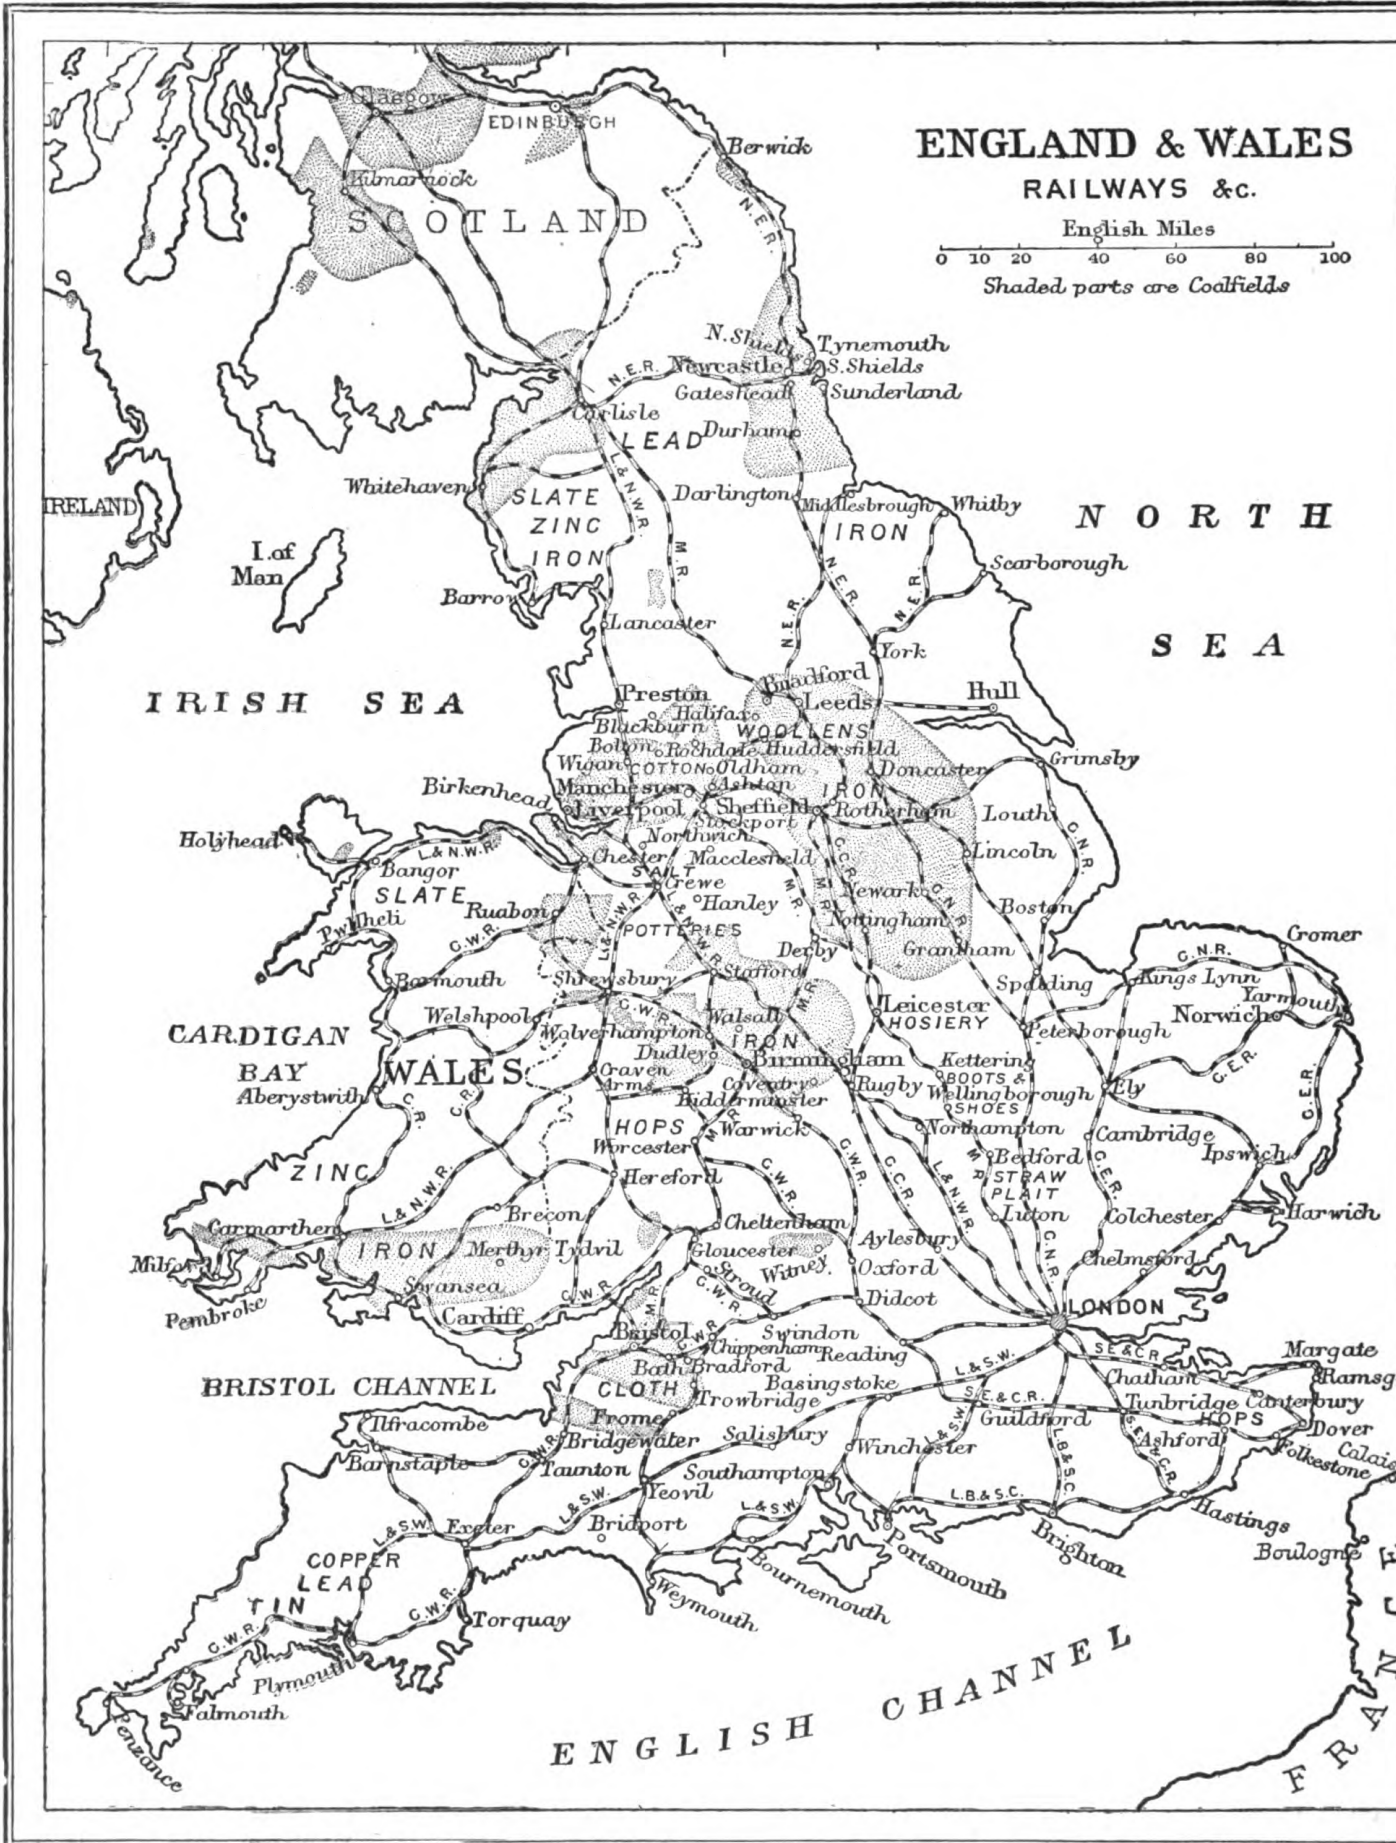 ENGLAND & WALES
RAILWAYS &c.
English Miles
0 10 20 40 60 80 100
Shaded parts are Coalfields
Glasgow
EDINBURGH
Berwick
Kilmarnock
SCOTLAND
N.E.R.
N. Shields
Tynemouth
N.E.R.
Newcastle
S. Shields
Gateshead
Sunderland
Carlisle
LEAD
Durham
L & N.W.R.
Whitehaven
SLATE
ZINC
IRON
Darlington
Middlesbrough
Whitby
IRON
IRELAND
NORTH
SEA
I. of
Man
M.R.
N.E.R.
N.E.R.
N.E.R.
Scarborough
Barrow
Lancaster
York
IRISH SEA
Preston
Bradford
Leeds
Hull
Blackburn
Halifax
WOOLLENS
Bolton
Rochdale
Huddersfield
Wigan
COTTON
Oldham
Doncaster
Grimsby
Birkenhead
Manchester
Ashton
IRON
Liverpool
Sheffield
Rotherham
Louth
Stockport
Holyhead
L & N.W.R.
Northwich
G.N.R.
Bangor
Chester
Macclesfield
Lincoln
SLATE
SALT
Crewe
G.C.R.
Newark
Hanley
M.R.
M.R.
G.N.R.
Ruabon
L & N.W.R.
L & N.W.R.
POTTERIES
Nottingham
Boston
Pwllheli
G.W.R.
Derby
Grantham
Cromer
G.N.R.
Barmouth
Shrewsbury
Stafford
Spalding
Kings Lynn
M.R.
Yarmouth
CARDIGAN
BAY
Welshpool
G.W.R.
Walsall
Leicester
HOSIERY
Norwich
Wolverhampton
IRON
Peterborough
Dudley
WALES
Birmingham
Kettering
Craven
Arms
Coventry
Rugby
BOOTS &
SHOES
Wellingborough
Ely
G.E.R.
G.E.R.
Aberystwith
Kidderminster
C.R.
C.R.
HOPS
M.R.
Warwick
Northampton
Cambridge
Worcester
Ipswich
ZINC
G.W.R.
G.W.R.
G.C.R.
L & N.W.R.
M.R.
Bedford
STRAW
PLAIT
G.E.R.
L & N.W.R.
Hereford
Brecon
Cheltenham
Luton
Colchester
Harwich
Carmarthen
IRON
Merthyr Tydvil
Gloucester
Aylesbury
G.N.R.
Chelmsford
Witney
Oxford
Pembroke
Swansea
Stroud
Didcot
LONDON
Cardiff
G.W.R.
M.R.
G.W.R.
Bristol
Swindon
G.W.R.
Chippenham
Reading
L & S.W.
S.E & C.R.
Margate
Bath
Bradford
Chatham
BRISTOL CHANNEL
CLOTH
Trowbridge
Basingstoke
S.E. & C.R.
Tunbridge
Canterbury
Frome
Guildford
HOPS
Dover
Ilfracombe
Bridgewater
Salisbury
Winchester
L & S.W.
Ashford
Folkestone
Calais
Barnstaple
G.W.R.
Taunton
Southampton
L.B & S.C.
S.E. & C.R.
L & S.W.
Yeovil
L & S.W.
L.B. & S.C.
L & S.W.
Exeter
Bridport
Hastings
Portsmouth
Brighton
Boulogne
Bournemouth
COPPER
LEAD
TIN
Weymouth
G.W.R.
G.W.R.
Torquay
Plymouth
Falmouth
Penzance
ENGLISH CHANNEL